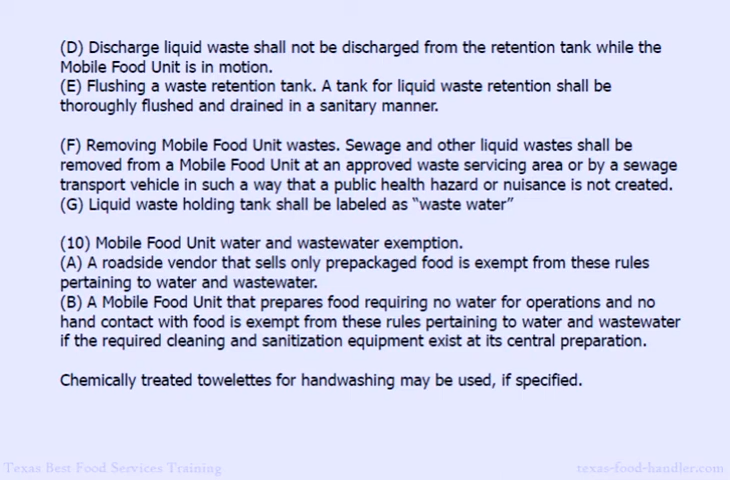 (D) Discharge liquid waste shall not be discharged from the retention tank while the
Mobile Food Unit is in motion.
(E) Flushing a waste retention tank. A tank for liquid waste retention shall be
thoroughly flushed and drained in a sanitary manner.
(F) Removing Mobile Food Unit wastes. Sewage and other liquid wastes shall be
removed from a Mobile Food Unit at an approved waste servicing area or by a sewage
transport vehicle in such a way that a public health hazard or nuisance is not created.
(G) Liquid waste holding tank shall be labeled as “waste water”
(10) Mobile Food Unit water and wastewater exemption.
(A) A roadside vendor that sells only prepackaged food is exempt from these rules
pertaining to water and wastewater.
(B) A Mobile Food Unit that prepares food requiring no water for operations and no
hand contact with food is exempt from these rules pertaining to water and wastewater
if the required cleaning and sanitization equipment exist at its central preparation.
Chemically treated towelettes for handwashing may be used, if specified.
Texas Best Food Services Training
texas-food-handler.com